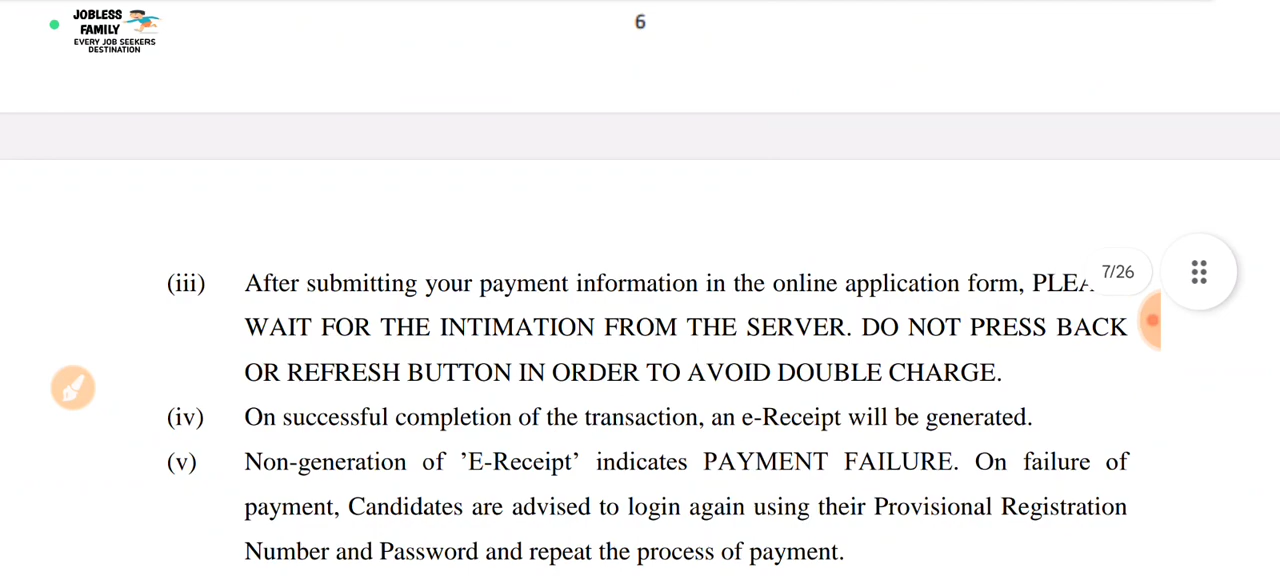 JOBLESS
FAMILY
EVERY JOB SEEKERS
DESTINATION
6
7/26
(iii) After submitting your payment information in the online application form,
WAIT FOR THE INTIMATION FROM THE SERVER. DO NOT PRESS BACK
OR REFRESH BUTTON IN ORDER TO AVOID DOUBLE CHARGE.
(iv) On successful completion of the transaction, an e-Receipt will be generated.
(v) Non-generation of ’E-Receipt’ indicates PAYMENT FAILURE. On failure of
payment, Candidates are advised to login again using their Provisional Registration
Number and Password and repeat the process of payment.